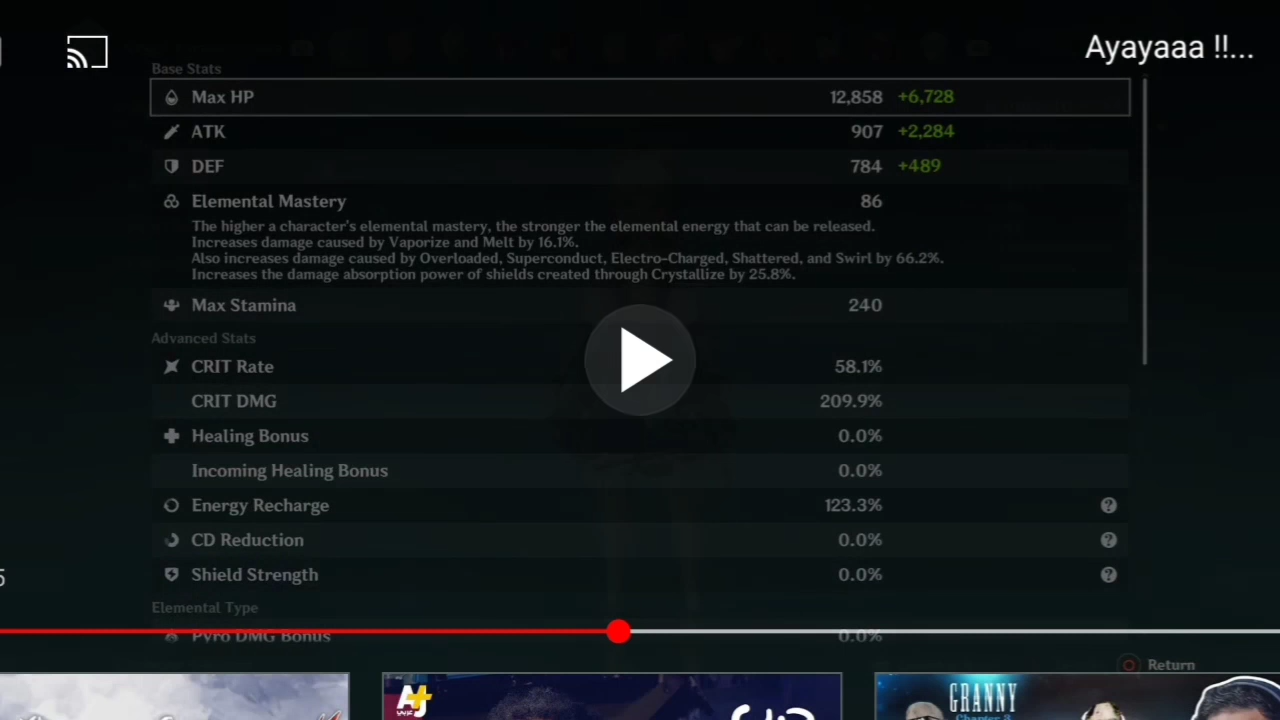 Ayayaaa !!...
Base Stats
Max HP 12,858 +6,728
ATK 907 +2,284
DEF 784 +489
Elemental Mastery 86
The higher a character's elemental mastery, the stronger the elemental energy that can be released.
Increases damage caused by Vaporize and Melt by 16.1%.
Also increases damage caused by Overloaded, Superconduct, Electro-Charged, Shattered, and Swirl by 66.2%.
Increases the damage absorption power of shields created through Crystallize by 25.8%.
Max Stamina 240
Advanced Stats
CRIT Rate 58.1%
CRIT DMG 209.9%
Healing Bonus 0.0%
Incoming Healing Bonus 0.0%
Energy Recharge 123.3%
CD Reduction 0.0%
Shield Strength 0.0%
5
Elemental Type
Pyro DMG Bonus 0.0%
Return
عربي
GRANNY
Chapter 3